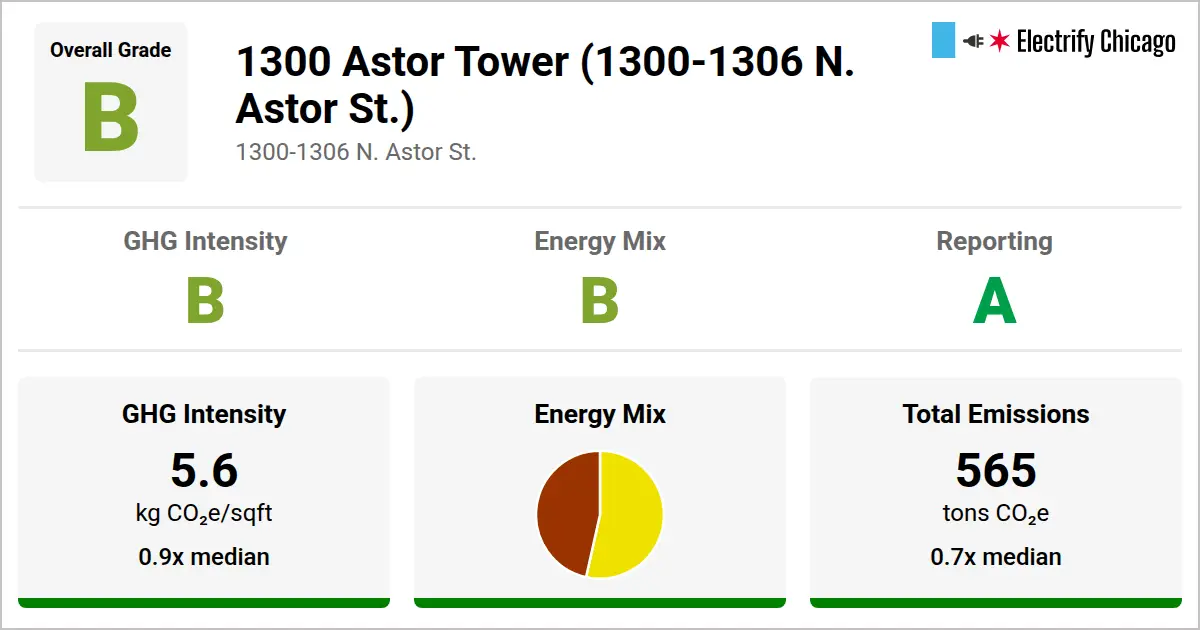 Overall Grade
B
1300 Astor Tower (1300-1306 N.
Astor St.)
1300-1306 N. Astor St.
Electrify Chicago
GHG Intensity
B
Energy Mix
B
Reporting
A
GHG Intensity
5.6
kg CO₂e/sqft
0.9x median
Energy Mix
Total Emissions
565
tons CO₂e
0.7x median